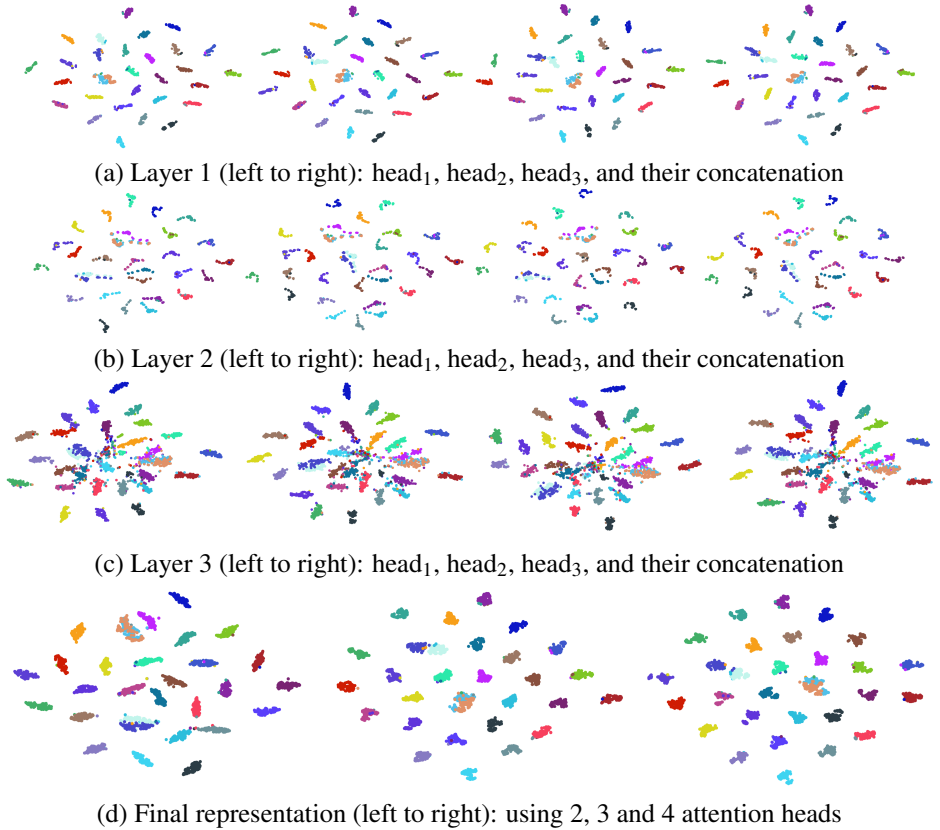 (a) Layer 1 (left to right): head₁, head₂, head₃, and their concatenation
(b) Layer 2 (left to right): head₁, head₂, head₃, and their concatenation
(c) Layer 3 (left to right): head₁, head₂, head₃, and their concatenation
(d) Final representation (left to right): using 2, 3 and 4 attention heads